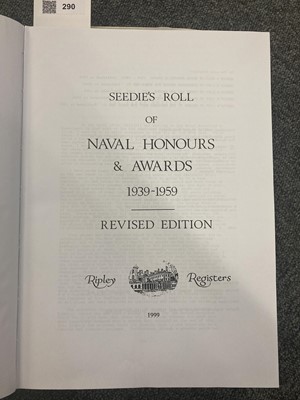 290
SEEDIE'S ROLL
OF
NAVAL HONOURS
& AWARDS
1939-1959
REVISED EDITION
Ripley Registers
1999